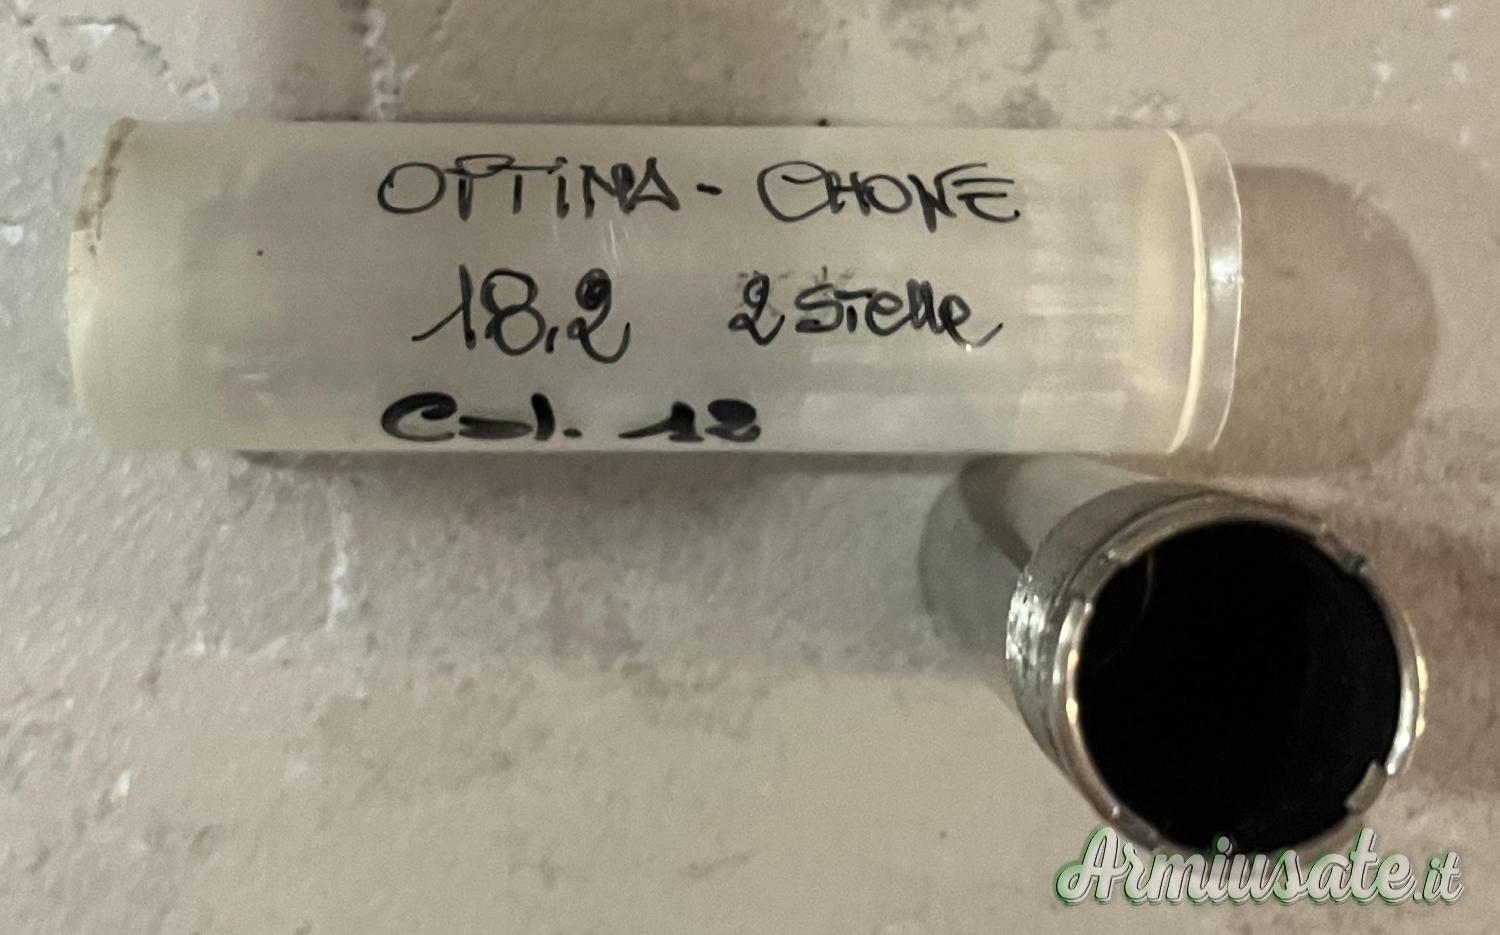 OPTIMA - CHOKE
18,2 2 Stelle
Cal. 12
Armiusate.it